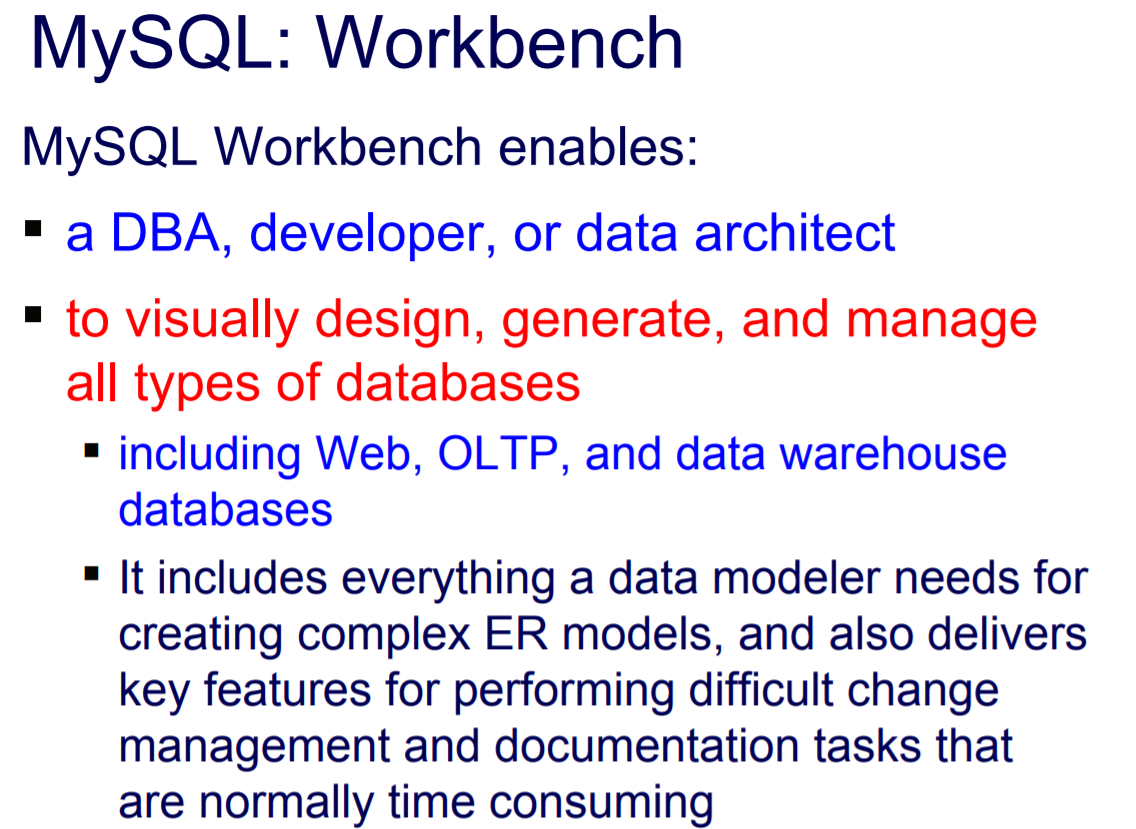 MySQL: Workbench
MySQL Workbench enables:
▪ a DBA, developer, or data architect
▪ to visually design, generate, and manage
all types of databases
▪ including Web, OLTP, and data warehouse
databases
▪ It includes everything a data modeler needs for
creating complex ER models, and also delivers
key features for performing difficult change
management and documentation tasks that
are normally time consuming